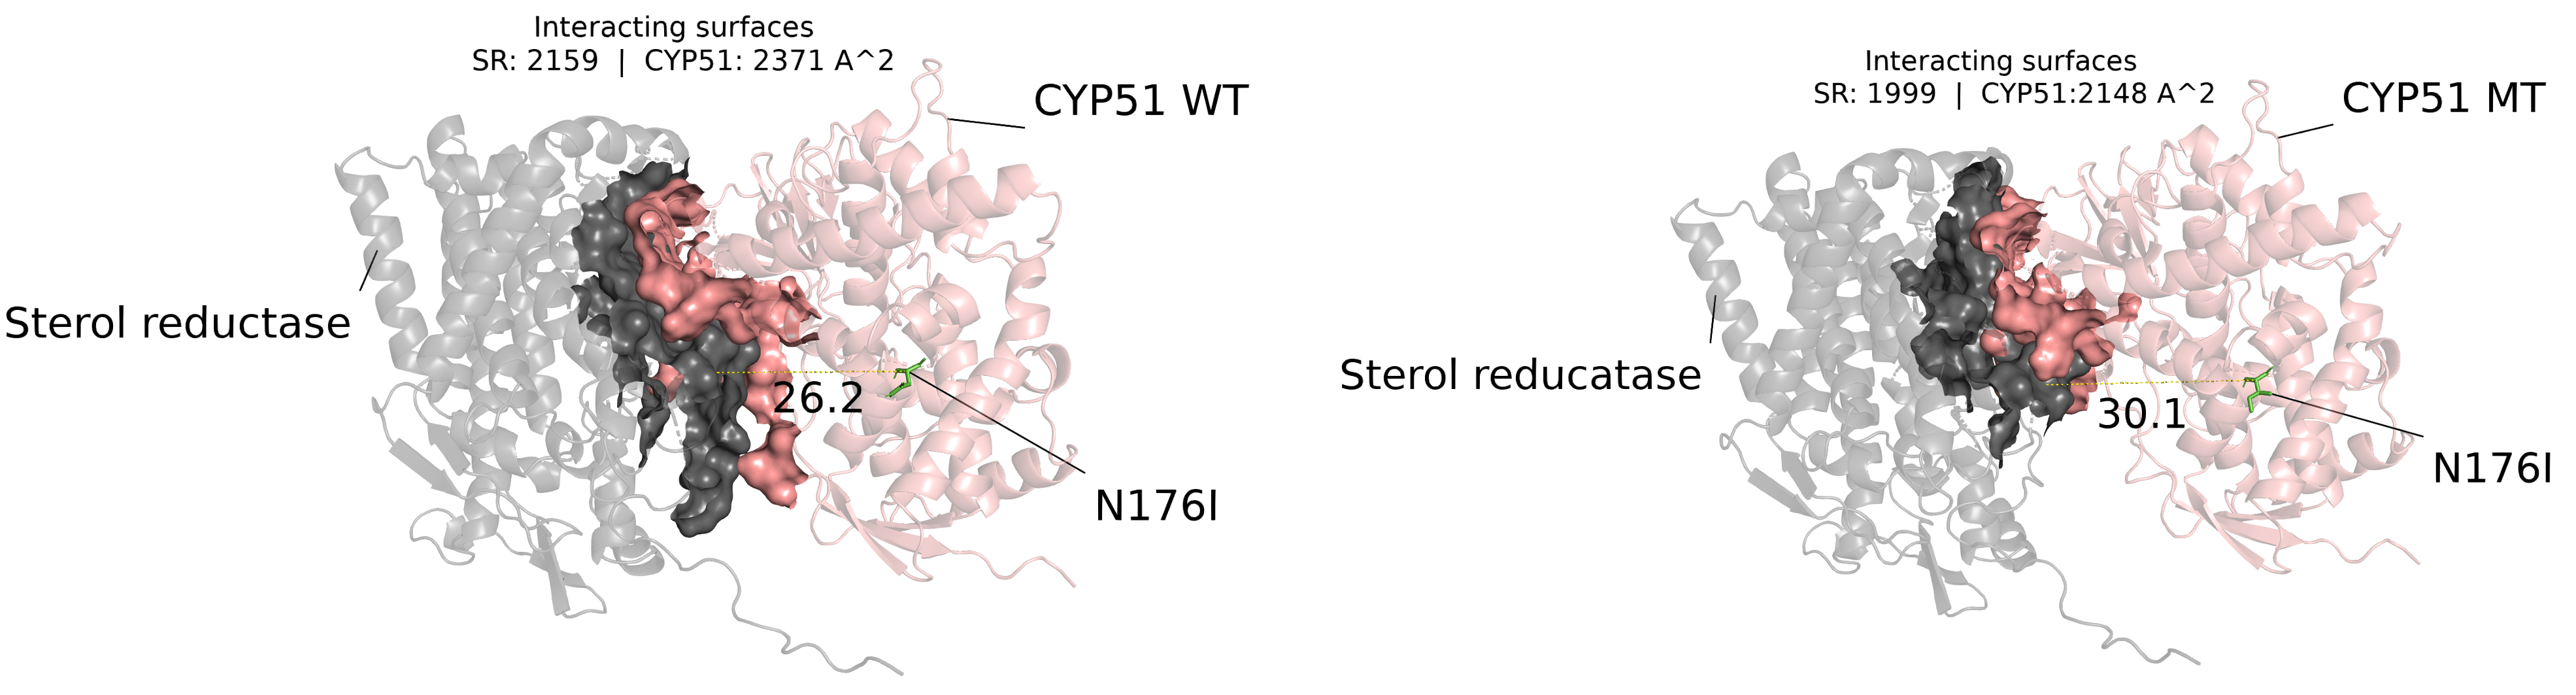 Interacting surfaces
SR: 2159 | CYP51: 2371 A^2
CYP51 WT
Sterol reductase
26.2
N176I
Interacting surfaces
SR: 1999 | CYP51:2148 A^2
CYP51 MT
Sterol reducatase
30.1
N176I